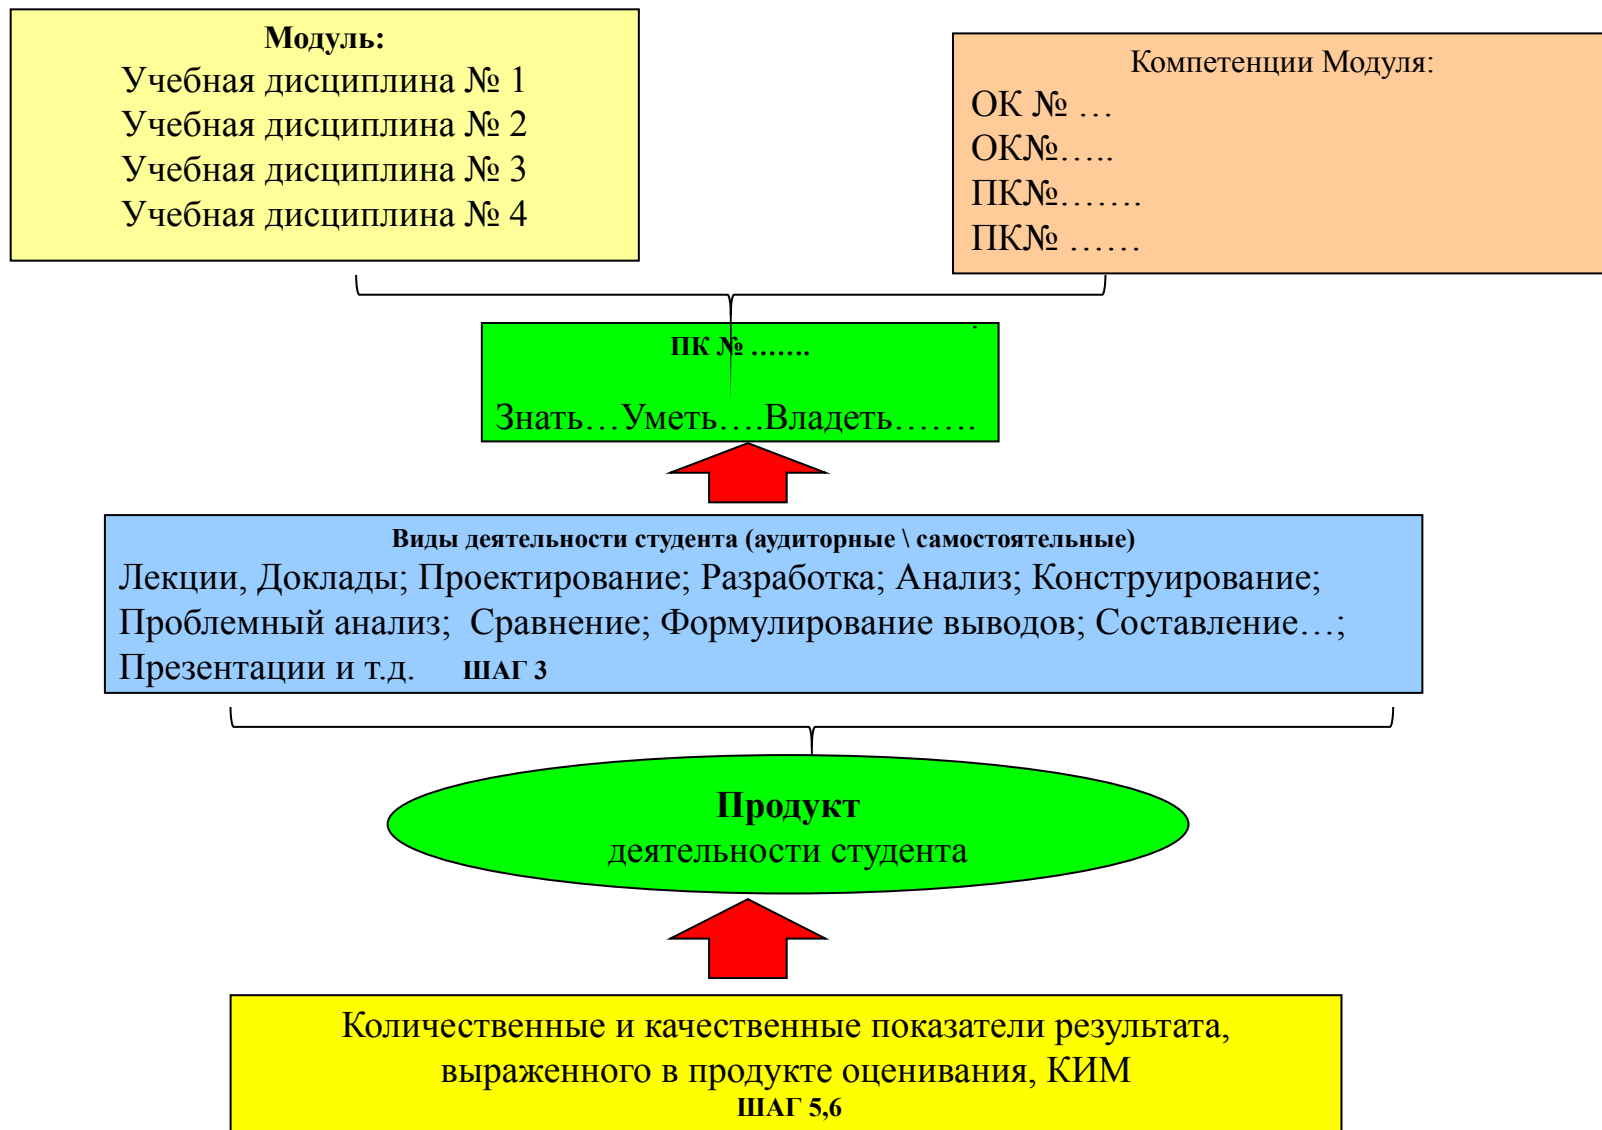 Модуль:
Учебная дисциплина № 1
Учебная дисциплина № 2
Учебная дисциплина № 3
Учебная дисциплина № 4
Компетенции Модуля:
ОК № …
ОК№…..
ПК№…….
ПК№ ……
ПК № …….
Знать…Уметь….Владеть…….
Виды деятельности студента (аудиторные \ самостоятельные)
Лекции, Доклады; Проектирование; Разработка; Анализ; Конструирование;
Проблемный анализ;  Сравнение; Формулирование выводов; Составление…;
Презентации и т.д. ШАГ 3
Продукт
деятельности студента
Количественные и качественные показатели результата,
выраженного в продукте оценивания, КИМ
ШАГ 5,6